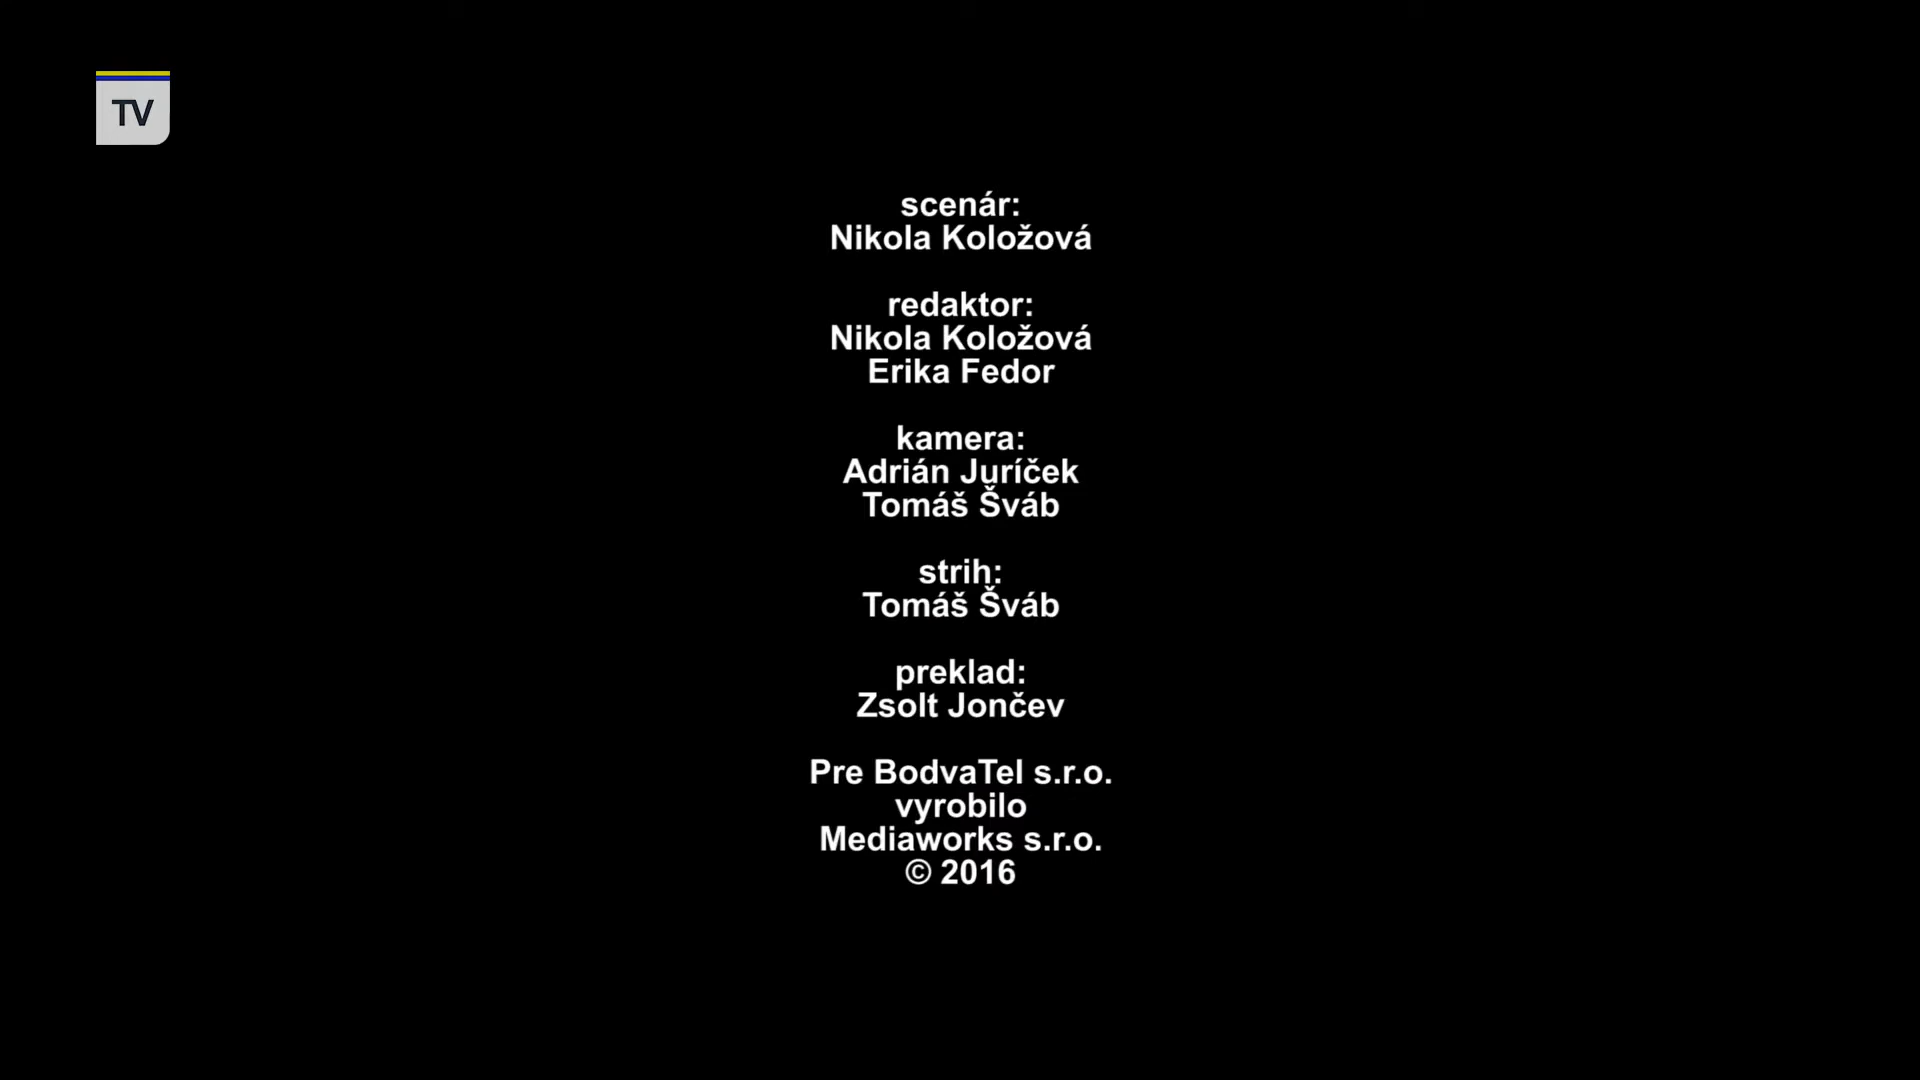 TV
scenár:
Nikola Koložová
redaktor:
Nikola Koložová
Erika Fedor
kamera:
Adrián Juríček
Tomáš Šváb
strih:
Tomáš Šváb
preklad:
Zsolt Jončev
Pre BodvaTel s.r.o.
vyrobilo
Mediaworks s.r.o.
© 2016